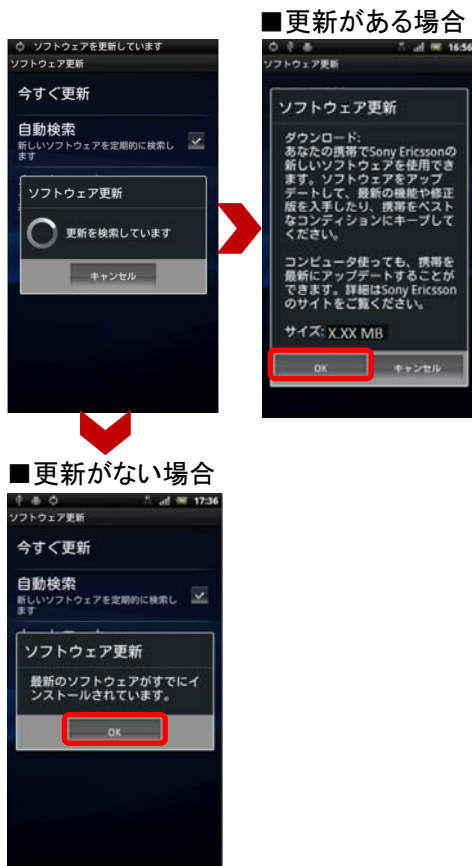 ■更新がある場合
ソフトウェアを更新しています
ソフトウェア更新
今すぐ更新
自動検索
新しいソフトウェアを定期的に検索し
ます
ソフトウェア更新
更新を検索しています
キャンセル
16:56
ソフトウェア更新
ソフトウェア更新
ダウンロード:
あなたの携帯でSony Ericssonの
新しいソフトウェアを使用でき
ます。ソフトウェアをアップ
デートして、最新の機能や修正
版を入手したり、携帯をベスト
なコンディションにキープして
ください。
コンピュータ使っても、携帯を
最新にアップデートすることが
できます。詳細はSony Ericsson
のサイトをご覧ください。
サイズ: X.XX MB
OK
キャンセル
■更新がない場合
17:36
ソフトウェア更新
今すぐ更新
自動検索
新しいソフトウェアを定期的に検索し
ます
ソフトウェア更新
最新のソフトウェアがすでにイ
ンストールされています。
OK